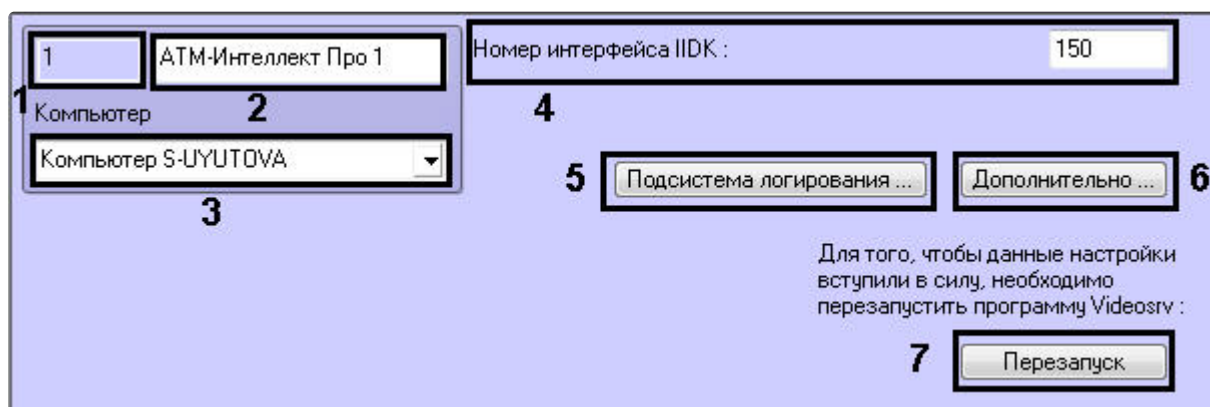 1
АТМ-Интеллект Про 1
Номер интерфейса IIDK :
150
1
Компьютер
2
4
Компьютер S-UYUTOVA
3
5
Подсистема логирования ...
Дополнительно ...
6
Для того, чтобы данные настройки
вступили в силу, необходимо
перезапустить программу Videosrv :
7
Перезапуск